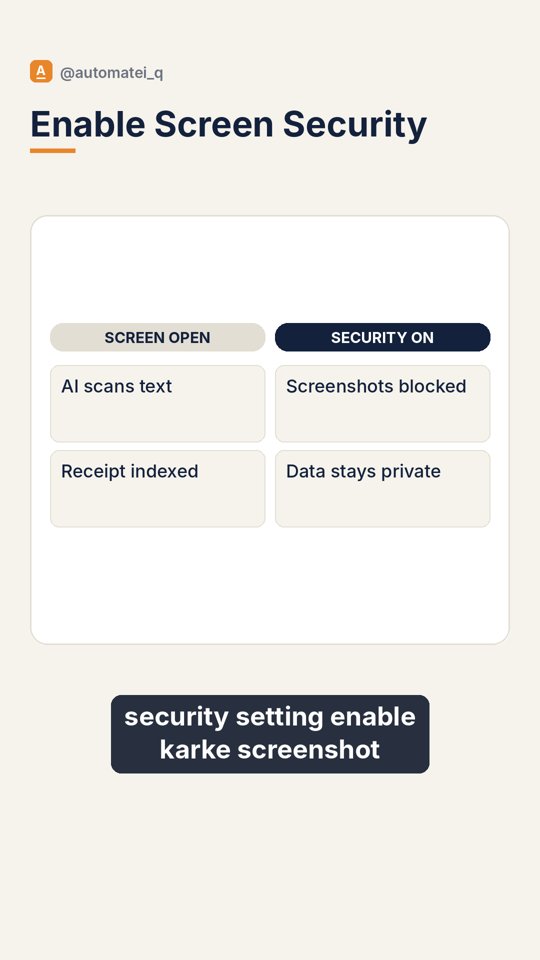 A
@automatei_q
Enable Screen Security
SCREEN OPEN
SECURITY ON
AI scans text
Screenshots blocked
Receipt indexed
Data stays private
security setting enable
karke screenshot